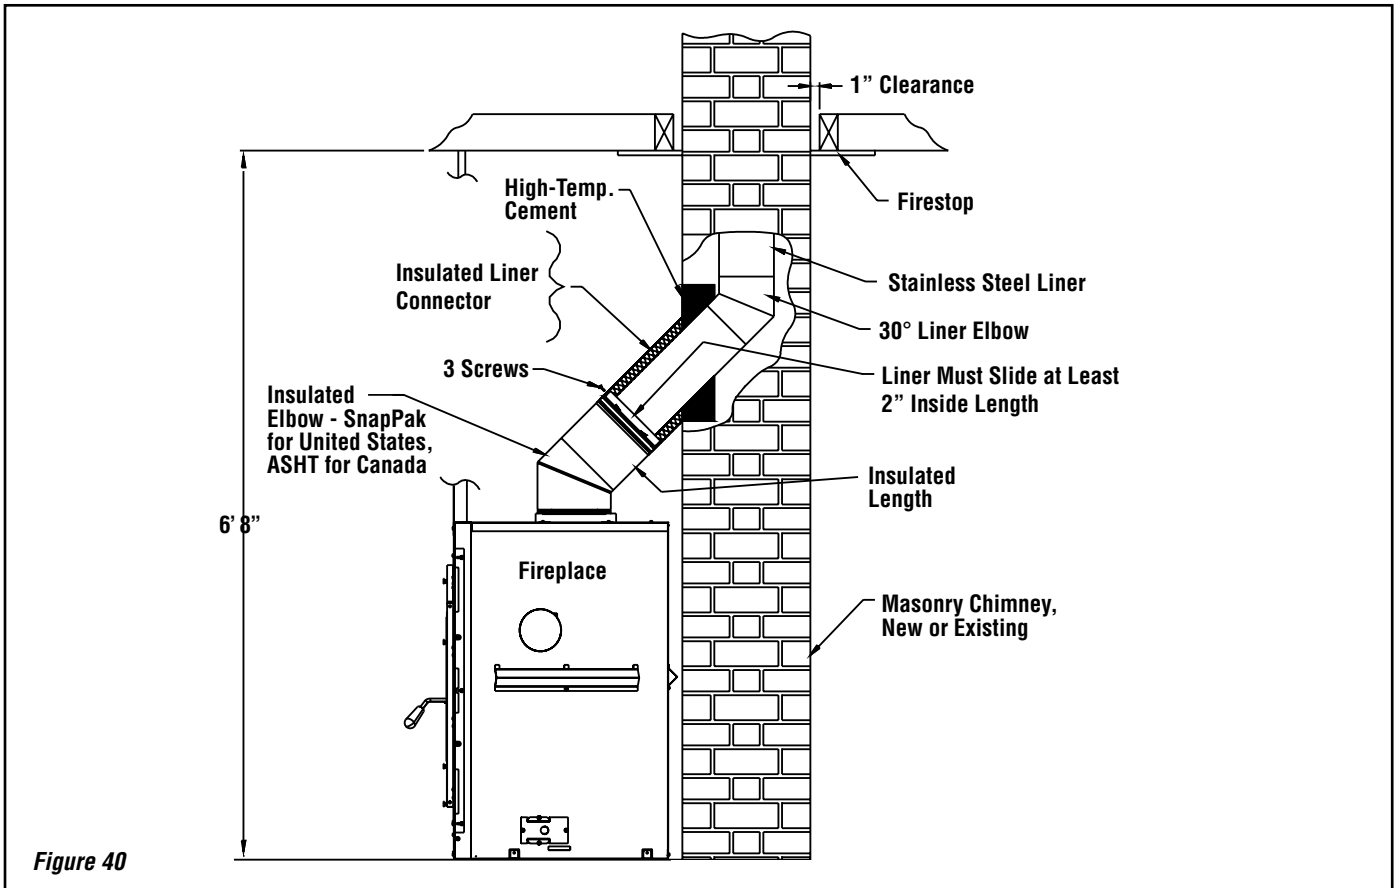 1” Clearance
Firestop
High-Temp.
Cement
Insulated Liner
Connector
Stainless Steel Liner
30° Liner Elbow
3 Screws
Liner Must Slide at Least
2” Inside Length
Insulated
Elbow - SnapPak
for United States,
ASHT for Canada
Insulated
Length
6’ 8”
Fireplace
Masonry Chimney,
New or Existing
Figure 40